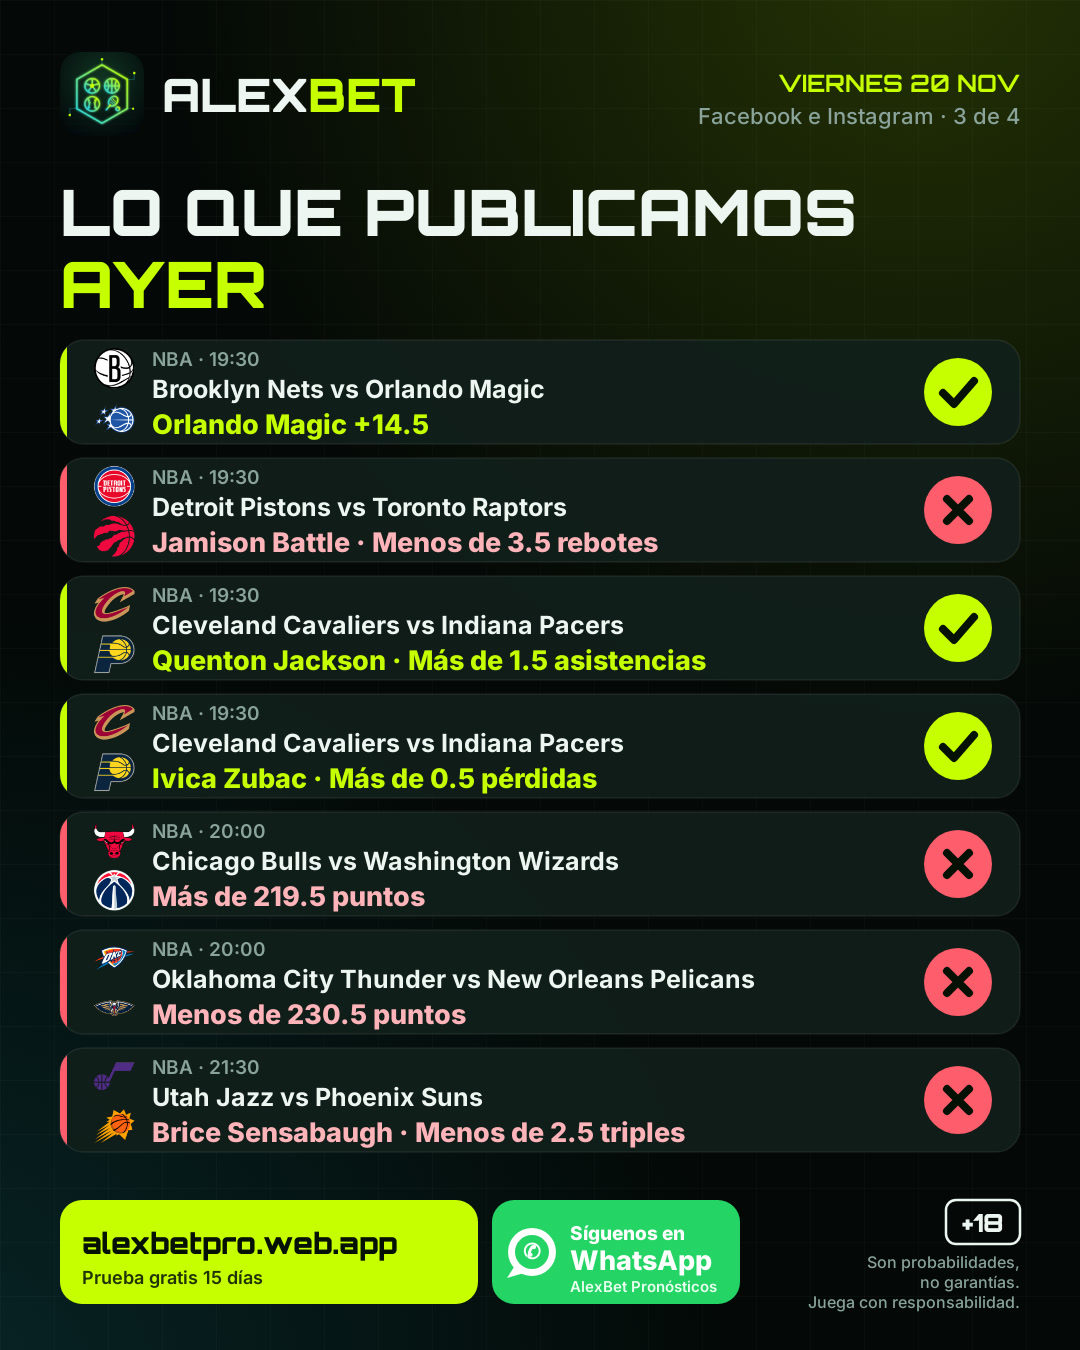 ALEXBET
VIERNES 20 NOV
Facebook e Instagram · 3 de 4
LO QUE PUBLICAMOS
AYER
NBA · 19:30
Brooklyn Nets vs Orlando Magic
Orlando Magic +14.5
DETROIT
PISTONS
NBA · 19:30
Detroit Pistons vs Toronto Raptors
Jamison Battle · Menos de 3.5 rebotes
NBA · 19:30
Cleveland Cavaliers vs Indiana Pacers
Quenton Jackson · Más de 1.5 asistencias
NBA · 19:30
Cleveland Cavaliers vs Indiana Pacers
Ivica Zubac · Más de 0.5 pérdidas
NBA · 20:00
Chicago Bulls vs Washington Wizards
Más de 219.5 puntos
OKC
NBA · 20:00
Oklahoma City Thunder vs New Orleans Pelicans
Menos de 230.5 puntos
NBA · 21:30
Utah Jazz vs Phoenix Suns
Brice Sensabaugh · Menos de 2.5 triples
alexbetpro.web.app
Prueba gratis 15 días
Síguenos en
WhatsApp
AlexBet Pronósticos
+18
Son probabilidades,
no garantías.
Juega con responsabilidad.